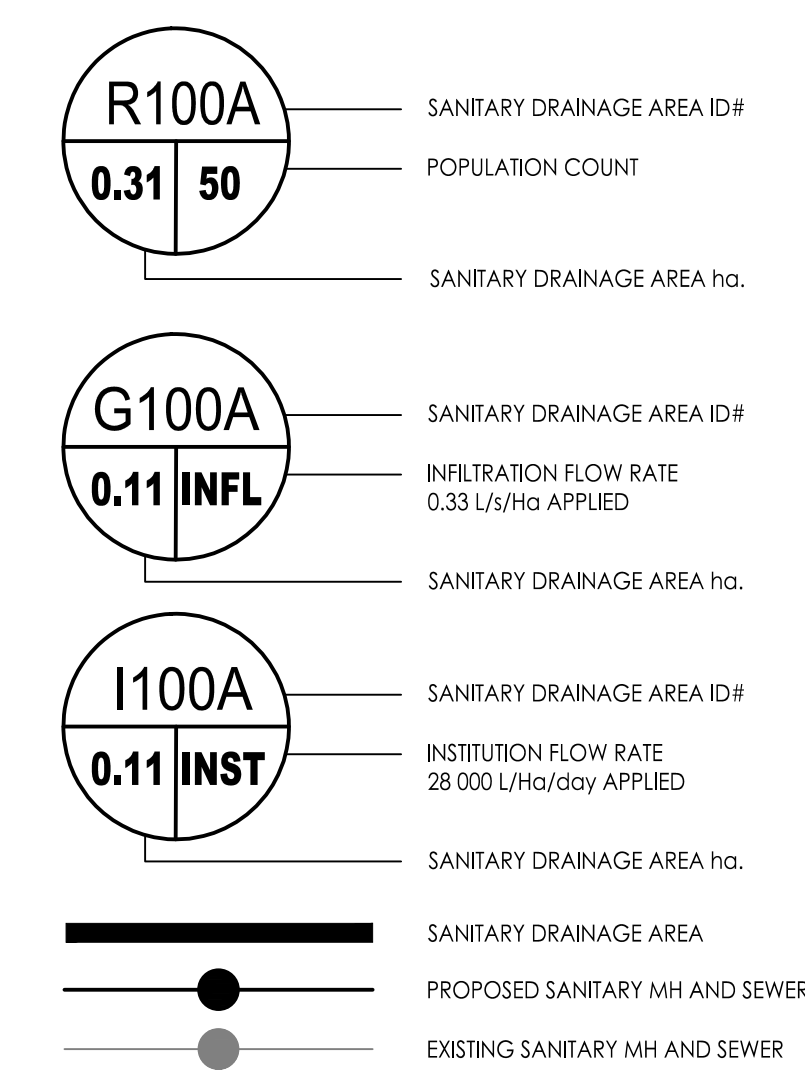 R100A
SANITARY DRAINAGE AREA ID#
0.31 50
POPULATION COUNT
SANITARY DRAINAGE AREA ha.
G100A
SANITARY DRAINAGE AREA ID#
0.11 INFL
INFILTRATION FLOW RATE
0.33 L/s/Ha APPLIED
SANITARY DRAINAGE AREA ha.
I100A
SANITARY DRAINAGE AREA ID#
0.11 INST
INSTITUTION FLOW RATE
28 000 L/Ha/day APPLIED
SANITARY DRAINAGE AREA ha.
SANITARY DRAINAGE AREA
PROPOSED SANITARY MH AND SEWER
EXISTING SANITARY MH AND SEWER